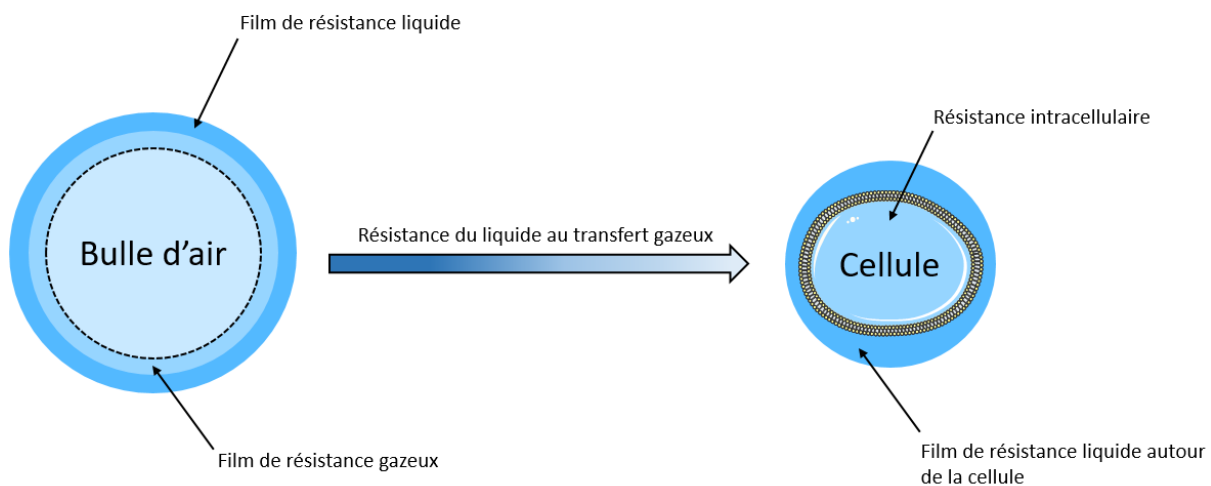 Film de résistance liquide
Bulle d'air
Film de résistance gazeux
Résistance du liquide au transfert gazeux
Résistance intracellulaire
Cellule
Film de résistance liquide autour
de la cellule